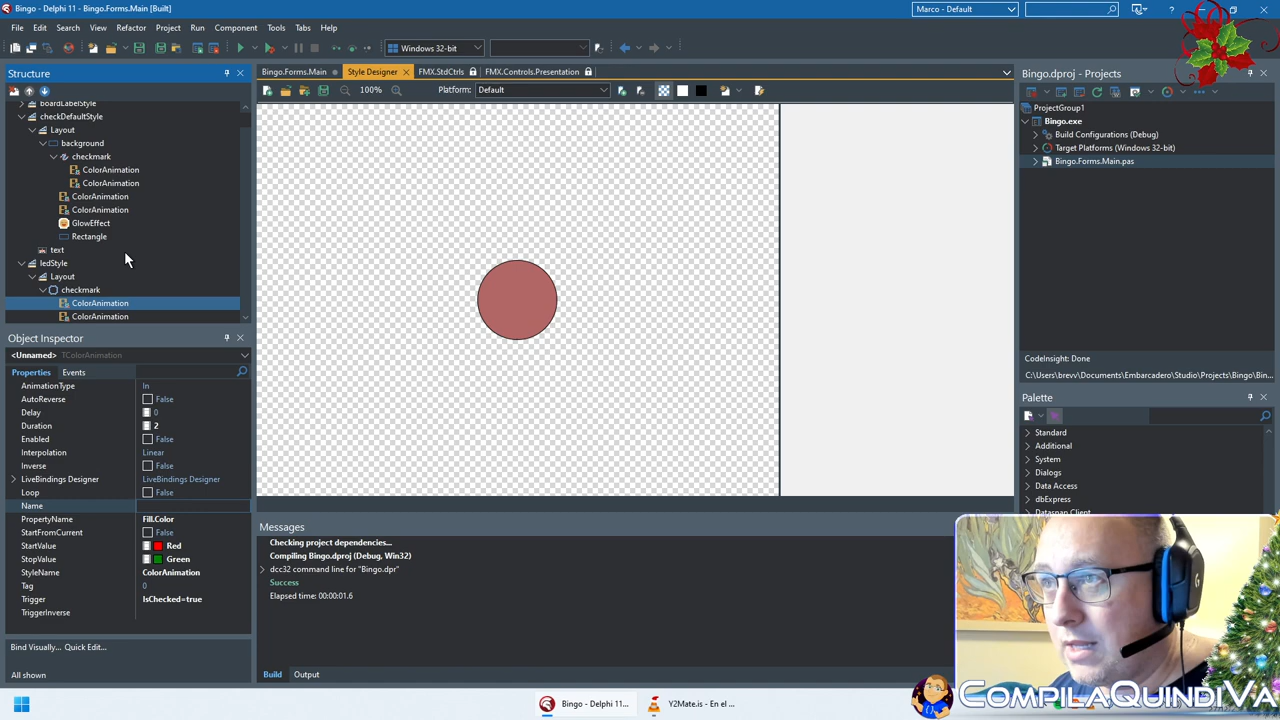 Bingo - Delphi 11 - Bingo.Forms.Main [Built]
Marco - Default
File Edit Search View Refactor Project Run Component Tools Tabs Help
Windows 32-bit
Structure
boardLabelStyle
checkDefaultStyle
Layout
background
checkmark
ColorAnimation
ColorAnimation
ColorAnimation
ColorAnimation
GlowEffect
Rectangle
text
ledStyle
Layout
checkmark
ColorAnimation
ColorAnimation
Object Inspector
<Unnamed> TColorAnimation
Properties Events
AnimationType In
AutoReverse False
Delay 0
Duration 2
Enabled False
Interpolation Linear
Inverse False
LiveBindings Designer LiveBindings Designer
Loop False
Name
PropertyName Fill.Color
StartFromCurrent False
StartValue Red
StopValue Green
StyleName ColorAnimation
Tag 0
Trigger IsChecked=true
TriggerInverse
Bind Visually... Quick Edit...
All shown
Bingo.Forms.Main Style Designer FMX.StdCtrls FMX.Controls.Presentation
100% Platform: Default
Messages
Checking project dependencies...
Compiling Bingo.dproj (Debug, Win32)
dcc32 command line for "Bingo.dpr"
Success
Elapsed time: 00:00:01.6
Build Output
Bingo.dproj - Projects
ProjectGroup1
Bingo.exe
Build Configurations (Debug)
Target Platforms (Windows 32-bit)
Bingo.Forms.Main.pas
CodeInsight: Done
C:\Users\brevv\Documents\Embarcadero\Studio\Projects\Bingo\Bin...
Palette
Standard
Additional
System
Dialogs
Data Access
dbExpress
Datasnap Client
COMPILAQUINDIVA
Bingo - Delphi 11...
Y2Mate.is - En el ...